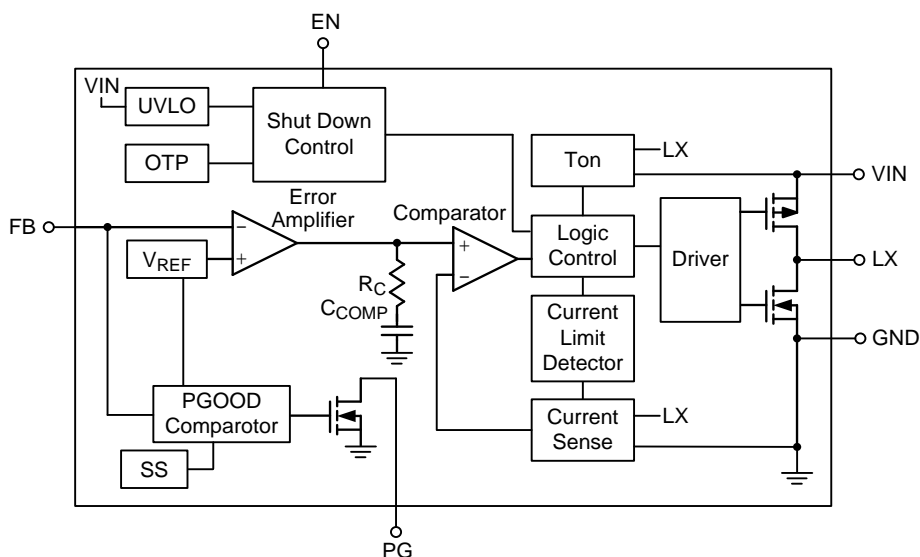 EN
VIN
UVLO
Shut Down
Control
OTP
Ton
LX
VIN
Error
Amplifier
Comparator
FB
−
+
VREF
+
−
Logic
Control
Driver
LX
RC
CCOMP
Current
Limit
Detector
GND
PGOOD
Comparotor
Current
Sense
LX
SS
PG